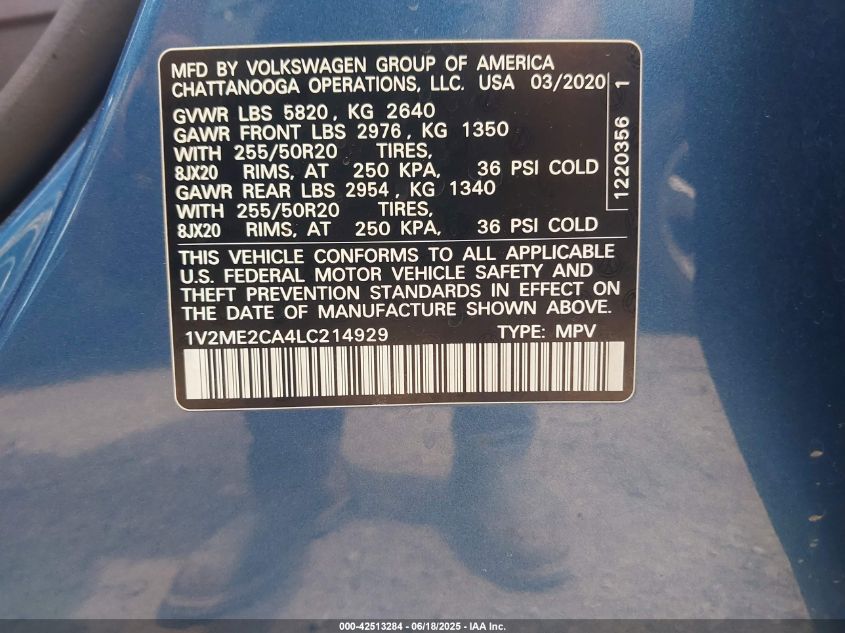 MFD BY VOLKSWAGEN GROUP OF AMERICA
CHATTANOOGA OPERATIONS, LLC. USA 03/2020
GVWR LBS 5820, KG 2640
GAWR FRONT LBS 2976, KG 1350
WITH 255/50R20 TIRES,
8JX20 RIMS, AT 250 KPA, 36 PSI COLD
GAWR REAR LBS 2954, KG 1340
WITH 255/50R20 TIRES,
8JX20 RIMS, AT 250 KPA, 36 PSI COLD
1220356 1
THIS VEHICLE CONFORMS TO ALL APPLICABLE
U.S. FEDERAL MOTOR VEHICLE SAFETY AND
THEFT PREVENTION STANDARDS IN EFFECT ON
THE DATE OF MANUFACTURE SHOWN ABOVE.
1V2ME2CA4LC214929 TYPE: MPV
000-42513284 - 06/18/2025 - IAA Inc.